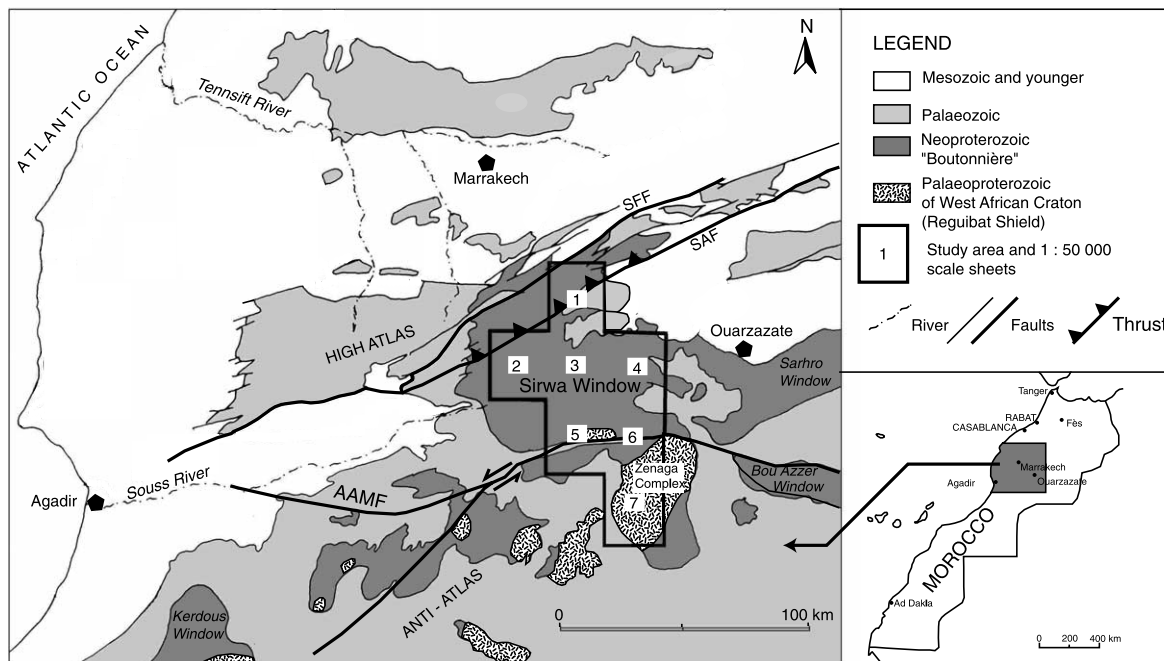 ATLANTIC OCEAN
Tennsift River
N
Marrakech
SFF
SAF
1
HIGH ATLAS
Ouarzazate
2
3
4
Sirwa Window
Sarhro
Window
5
6
Zenaga
Complex
Bou Azzer
Window
7
Souss River
Agadir
AAMF
ANTI - ATLAS
Kerdous
Window
0
100 km
LEGEND
Mesozoic and younger
Palaeozoic
Neoproterozoic
"Boutonnière"
Palaeoproterozoic
of West African Craton
(Reguibat Shield)
1
Study area and 1 : 50 000
scale sheets
River
Faults
Thrust
Tanger
RABAT
Fès
CASABLANCA
Marrakech
Agadir
Ouarzazate
MOROCCO
Ad Dakla
0 200 400 km